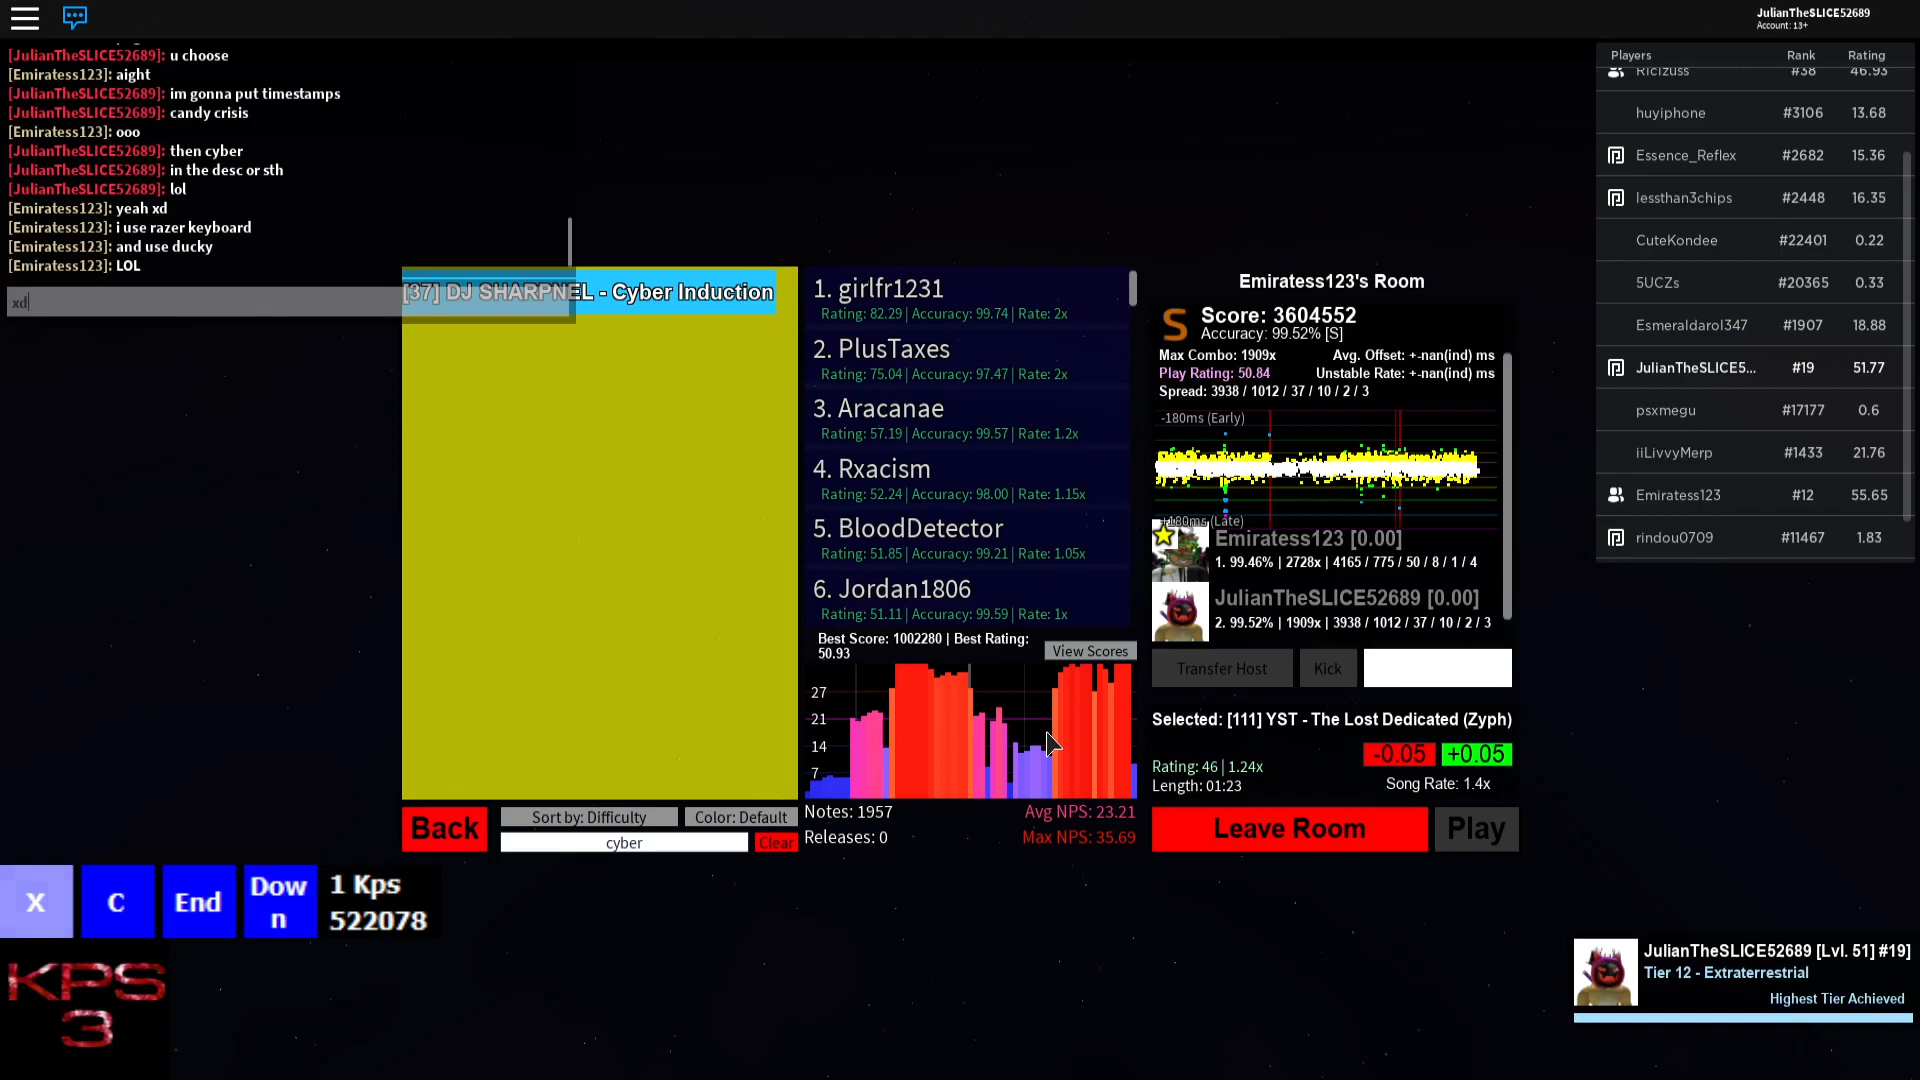 JulianTheSLICE52689
Account: 13+
[JulianTheSLICE52689]: u choose
[Emiratess123]: aight
[JulianTheSLICE52689]: im gonna put timestamps
[JulianTheSLICE52689]: candy crisis
[Emiratess123]: ooo
[JulianTheSLICE52689]: then cyber
[JulianTheSLICE52689]: in the desc or sth
[JulianTheSLICE52689]: lol
[Emiratess123]: yeah xd
[Emiratess123]: i use razer keyboard
[Emiratess123]: and use ducky
[Emiratess123]: LOL
xd
[37] DJ SHARPNEL - Cyber Induction
Back
Sort by: Difficulty
Color: Default
cyber
Clear
1. girlfr1231
Rating: 82.29 | Accuracy: 99.74 | Rate: 2x
2. PlusTaxes
Rating: 75.04 | Accuracy: 97.47 | Rate: 2x
3. Aracanae
Rating: 57.19 | Accuracy: 99.57 | Rate: 1.2x
4. Rxacism
Rating: 52.24 | Accuracy: 98.00 | Rate: 1.15x
5. BloodDetector
Rating: 51.85 | Accuracy: 99.21 | Rate: 1.05x
6. Jordan1806
Rating: 51.11 | Accuracy: 99.59 | Rate: 1x
Best Score: 1002280 | Best Rating:
50.93
View Scores
27
21
14
7
Notes: 1957
Avg NPS: 23.21
Releases: 0
Max NPS: 35.69
Emiratess123's Room
S
Score: 3604552
Accuracy: 99.52% [S]
Max Combo: 1909x
Avg. Offset: +-nan(ind) ms
Play Rating: 50.84
Unstable Rate: +-nan(ind) ms
Spread: 3938 / 1012 / 37 / 10 / 2 / 3
-180ms (Early)
+180ms (Late)
Emiratess123 [0.00]
1. 99.46% | 2728x | 4165 / 775 / 50 / 8 / 1 / 4
JulianTheSLICE52689 [0.00]
2. 99.52% | 1909x | 3938 / 1012 / 37 / 10 / 2 / 3
Transfer Host
Kick
Selected: [111] YST - The Lost Dedicated (Zyph)
-0.05
+0.05
Rating: 46 | 1.24x
Length: 01:23
Song Rate: 1.4x
Leave Room
Play
Players Rank Rating
Ricizuss #38 46.93
huyiphone #3106 13.68
Essence_Reflex #2682 15.36
lessthan3chips #2448 16.35
CuteKondee #22401 0.22
5UCZs #20365 0.33
Esmeraldarol347 #1907 18.88
JulianTheSLICE5... #19 51.77
psxmegu #17177 0.6
iiLivvyMerp #1433 21.76
Emiratess123 #12 55.65
rindou0709 #11467 1.83
X
C
End
Dow
n
1 Kps
522078
KPS
3
JulianTheSLICE52689 [Lvl. 51] #19]
Tier 12 - Extraterrestrial
Highest Tier Achieved